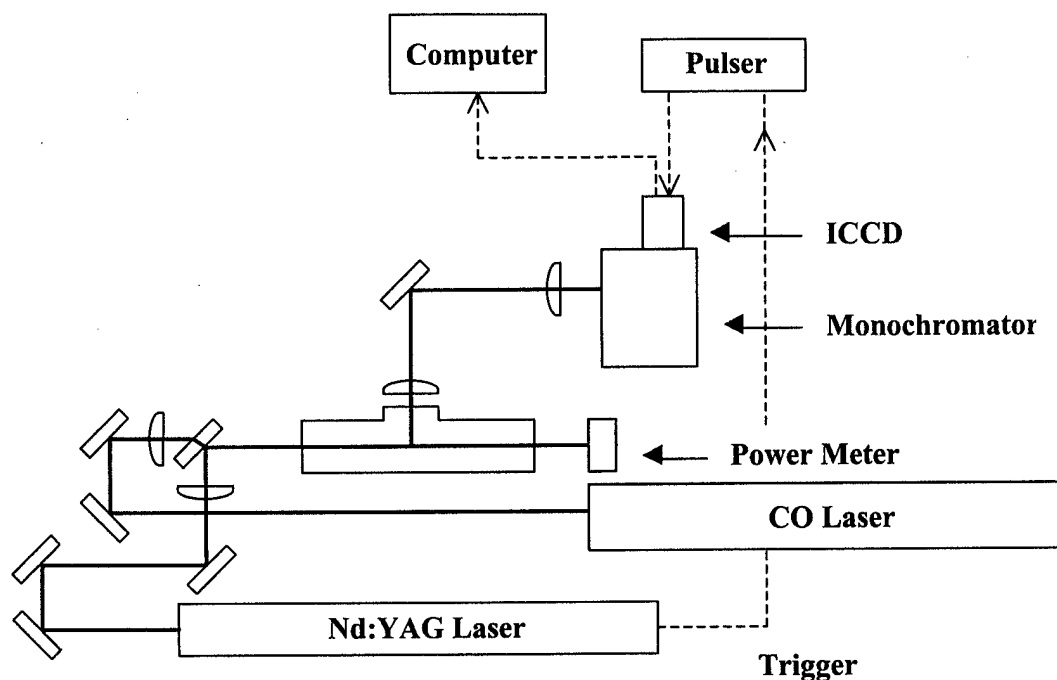 Computer
Pulser
ICCD
Monochromator
Power Meter
CO Laser
Nd:YAG Laser
Trigger